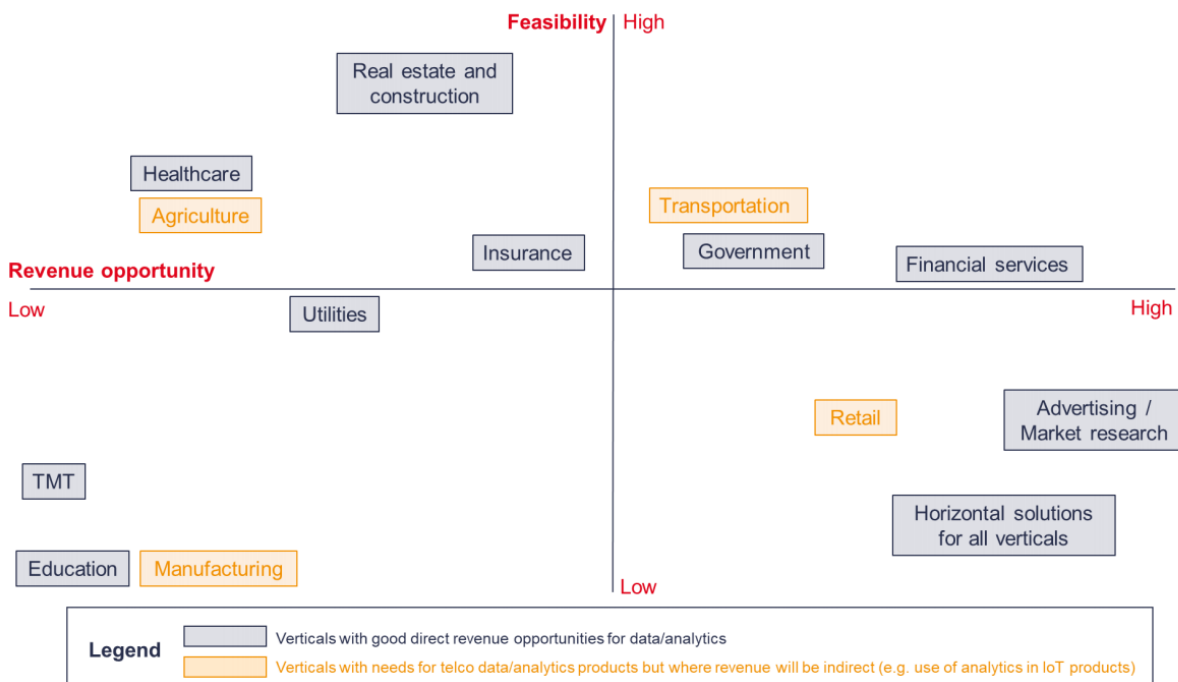 Feasibility High
Real estate and
construction
Healthcare
Agriculture
Transportation
Insurance
Government
Financial services
Revenue opportunity
Low
High
Utilities
Retail
Advertising /
Market research
TMT
Horizontal solutions
for all verticals
Education
Manufacturing
Low
Legend
Verticals with good direct revenue opportunities for data/analytics
Verticals with needs for telco data/analytics products but where revenue will be indirect (e.g. use of analytics in IoT products)